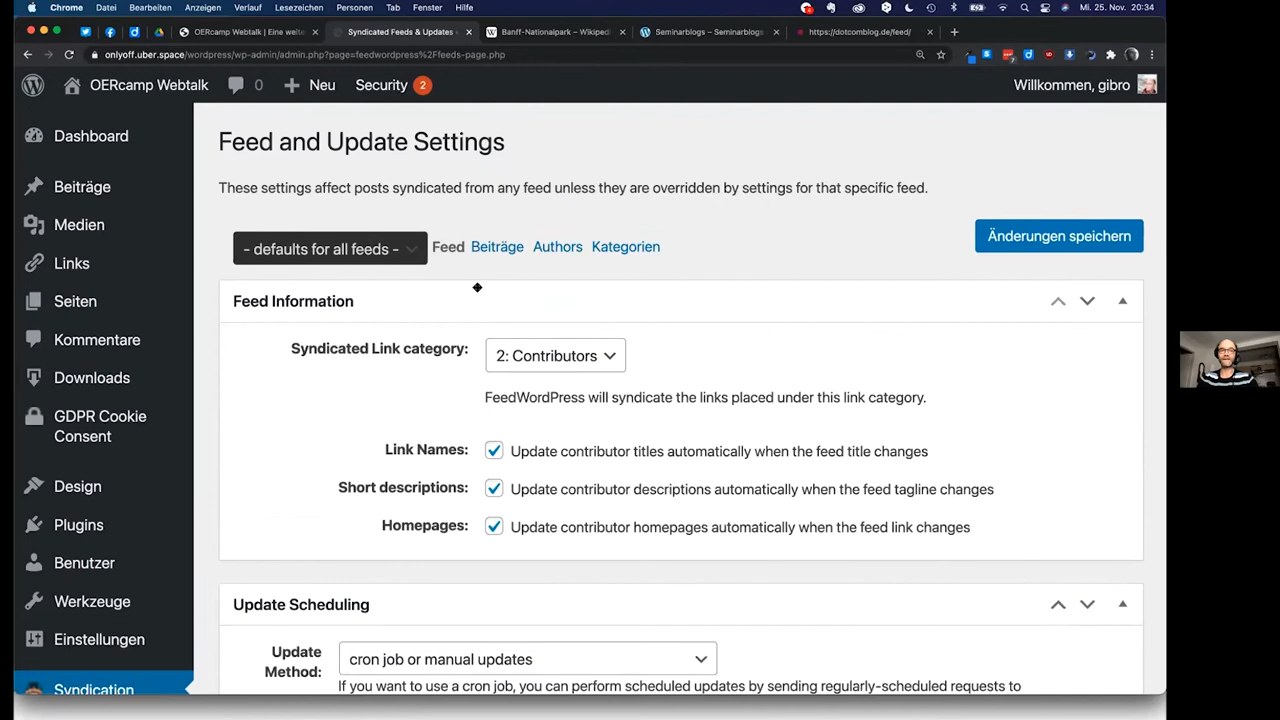 Chrome Datei Bearbeiten Anzeigen Verlauf Lesezeichen Personen Tab Fenster Hilfe Mi. 25. Nov. 20:34
OERcamp Webtalk | Eine welte × Syndicated Feeds & Updates × Banff-Nationalpark – Wikiped × Seminarblogs – Seminarblogs × https://dotcomblog.de/feed/ ×
onlyoff.uber.space/wordpress/wp-admin/admin.php?page=feedwordpress%2Ffeeds-page.php
OERcamp Webtalk 0 Neu Security 2 Willkommen, gibro
Dashboard
Beiträge
Medien
Links
Seiten
Kommentare
Downloads
GDPR Cookie
Consent
Design
Plugins
Benutzer
Werkzeuge
Einstellungen
Syndication
Feed and Update Settings
These settings affect posts syndicated from any feed unless they are overridden by settings for that specific feed.
- defaults for all feeds - Feed Beiträge Authors Kategorien Änderungen speichern
Feed Information
Syndicated Link category: 2: Contributors
FeedWordPress will syndicate the links placed under this link category.
Link Names: Update contributor titles automatically when the feed title changes
Short descriptions: Update contributor descriptions automatically when the feed tagline changes
Homepages: Update contributor homepages automatically when the feed link changes
Update Scheduling
Update
Method: cron job or manual updates
If you want to use a cron job, you can perform scheduled updates by sending regularly-scheduled requests to